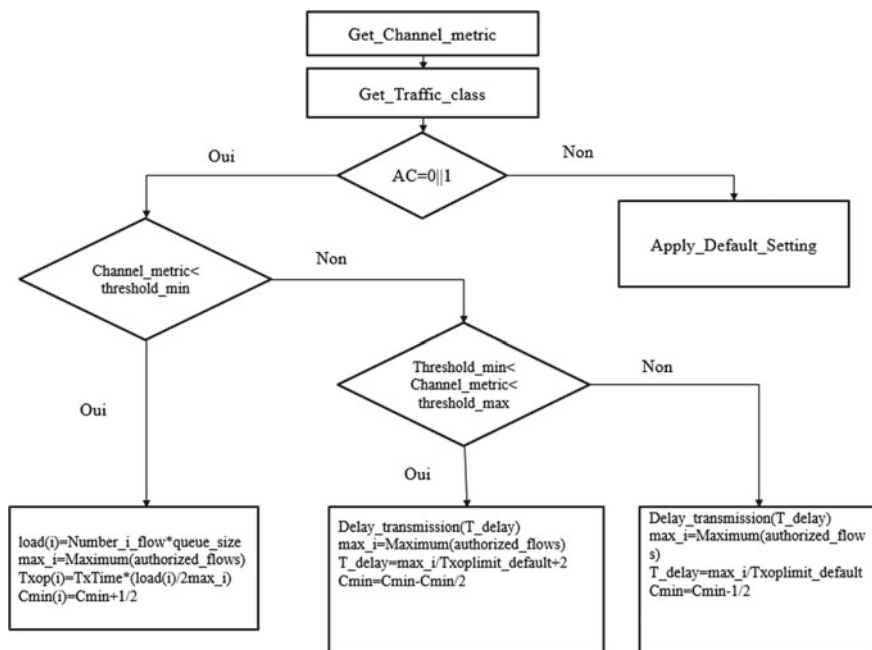 Get_Channel_metric
Get_Traffic_class
Oui
AC=0||1
Non
Apply_Default_Setting
Channel_metric<
threshold_min
Non
Threshold_min<
Channel_metric<
threshold_max
Non
Oui
Oui
load(i)=Number_i_flow*queue_size
max_i=Maximum(authorized_flows)
Txop(i)=TxTime*(load(i)/2max_i)
Cmin(i)=Cmin+1/2
Delay_transmission(T_delay)
max_i=Maximum(authorized_flows)
T_delay=max_i/Txoplimit_default+2
Cmin=Cmin-Cmin/2
Delay_transmission(T_delay)
max_i=Maximum(authorized_flow
s)
T_delay=max_i/Txoplimit_default
Cmin=Cmin-1/2